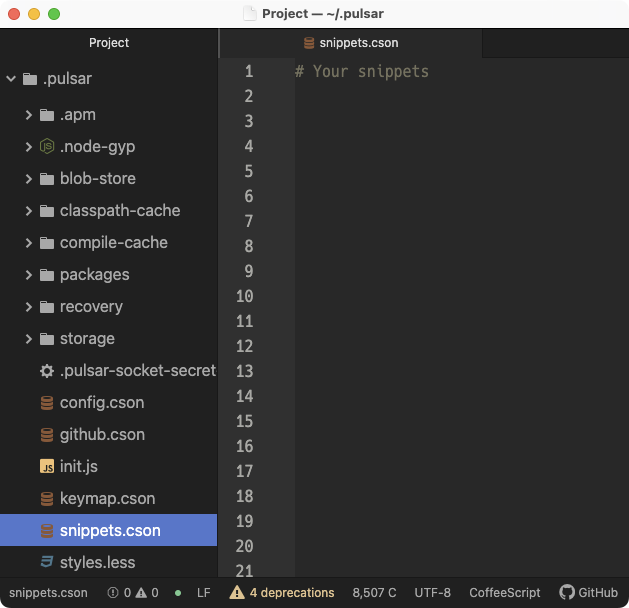 Project — ~/.pulsar
Project
snippets.cson
.pulsar
.apm
.node-gyp
blob-store
classpath-cache
compile-cache
packages
recovery
storage
.pulsar-socket-secret
config.cson
github.cson
JS init.js
keymap.cson
snippets.cson
styles.less
1 # Your snippets
2
3
4
5
6
7
8
9
10
11
12
13
14
15
16
17
18
19
20
21
snippets.cson 0 0 LF 4 deprecations 8,507 C UTF-8 CoffeeScript GitHub